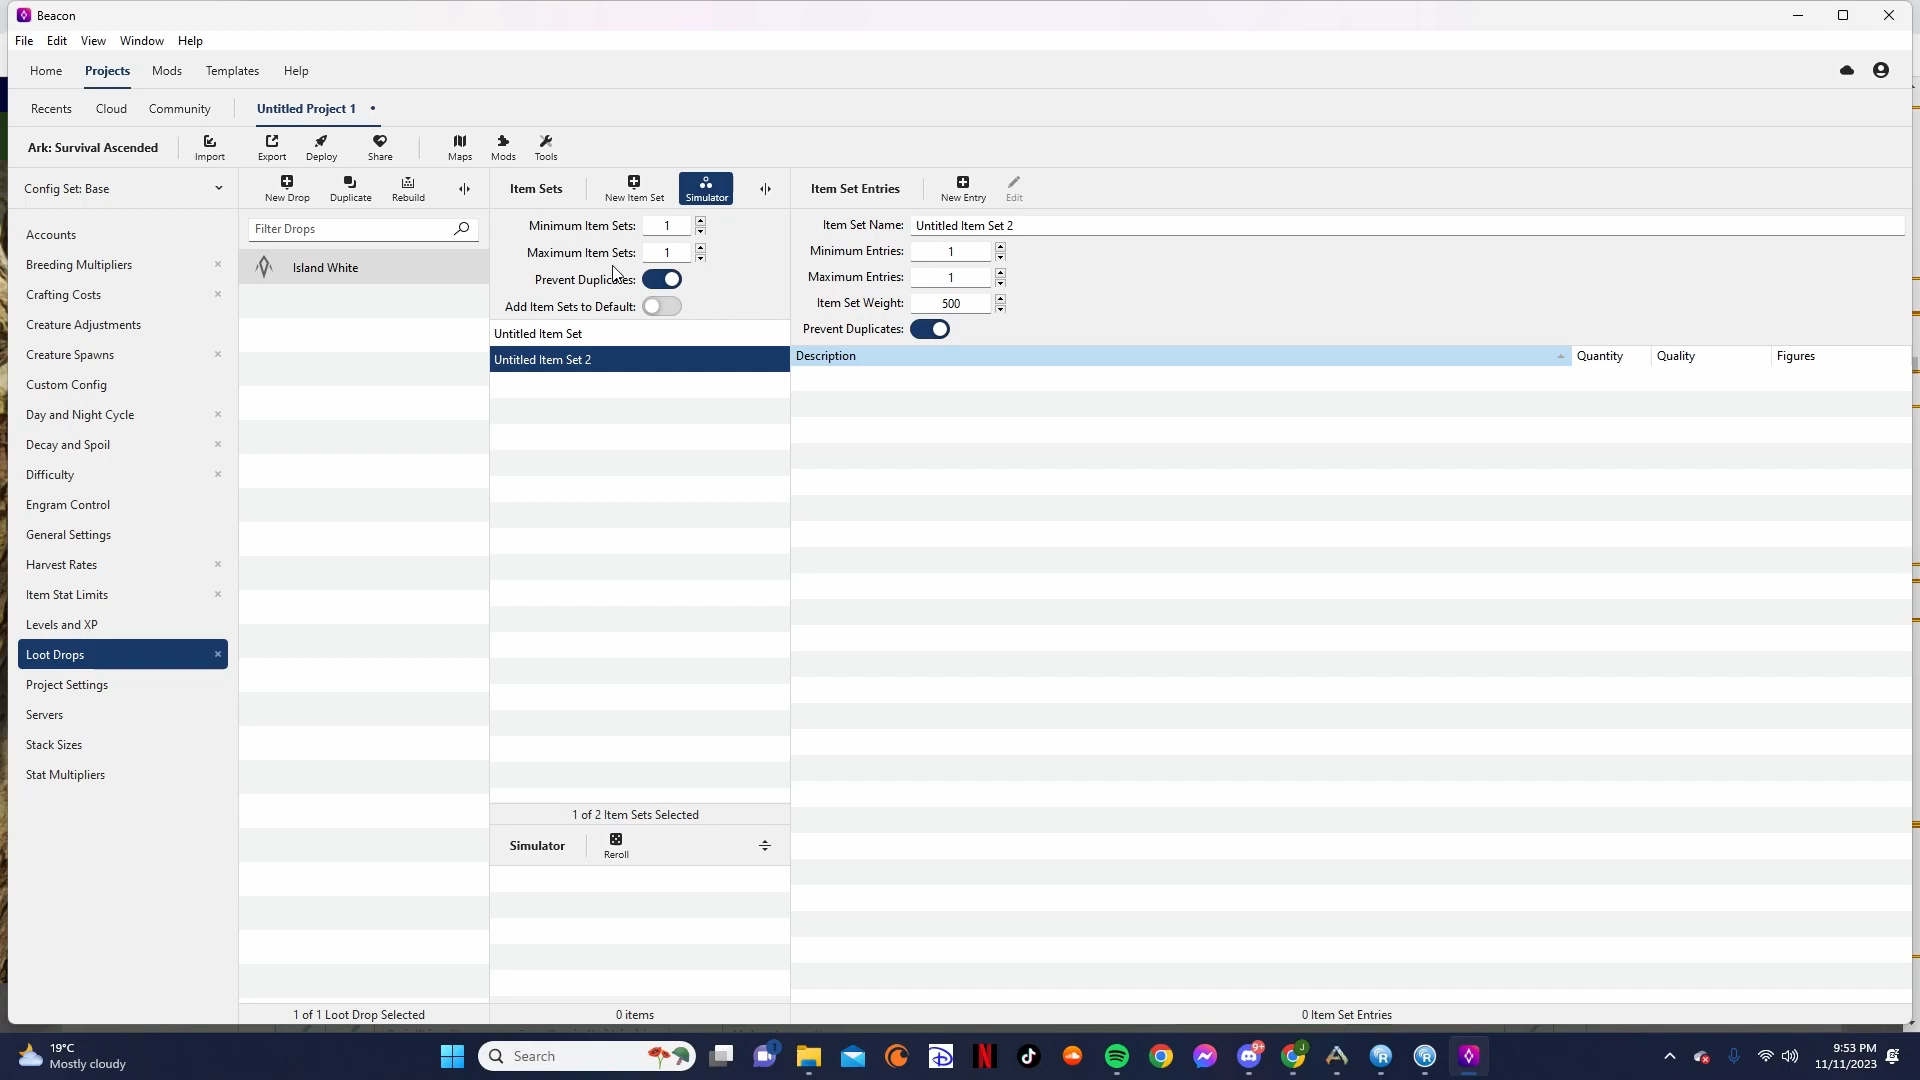 Beacon
File Edit View Window Help
Home Projects Mods Templates Help
Recents Cloud Community Untitled Project 1 •
Ark: Survival Ascended Import Export Deploy Share Maps Mods Tools
Config Set: Base
New Drop Duplicate Rebuild
Item Sets New Item Set Simulator
Item Set Entries New Entry Edit
Accounts
Breeding Multipliers
Crafting Costs
Creature Adjustments
Creature Spawns
Custom Config
Day and Night Cycle
Decay and Spoil
Difficulty
Engram Control
General Settings
Harvest Rates
Item Stat Limits
Levels and XP
Loot Drops
Project Settings
Servers
Stack Sizes
Stat Multipliers
Filter Drops
Island White
1 of 1 Loot Drop Selected
Minimum Item Sets: 1
Maximum Item Sets: 1
Prevent Duplicates:
Add Item Sets to Default:
Untitled Item Set
Untitled Item Set 2
1 of 2 Item Sets Selected
Simulator Reroll
0 items
Item Set Name: Untitled Item Set 2
Minimum Entries: 1
Maximum Entries: 1
Item Set Weight: 500
Prevent Duplicates:
Description Quantity Quality Figures
0 Item Set Entries
19°C
Mostly cloudy
Search
1
9+
J
9:53 PM
11/11/2023